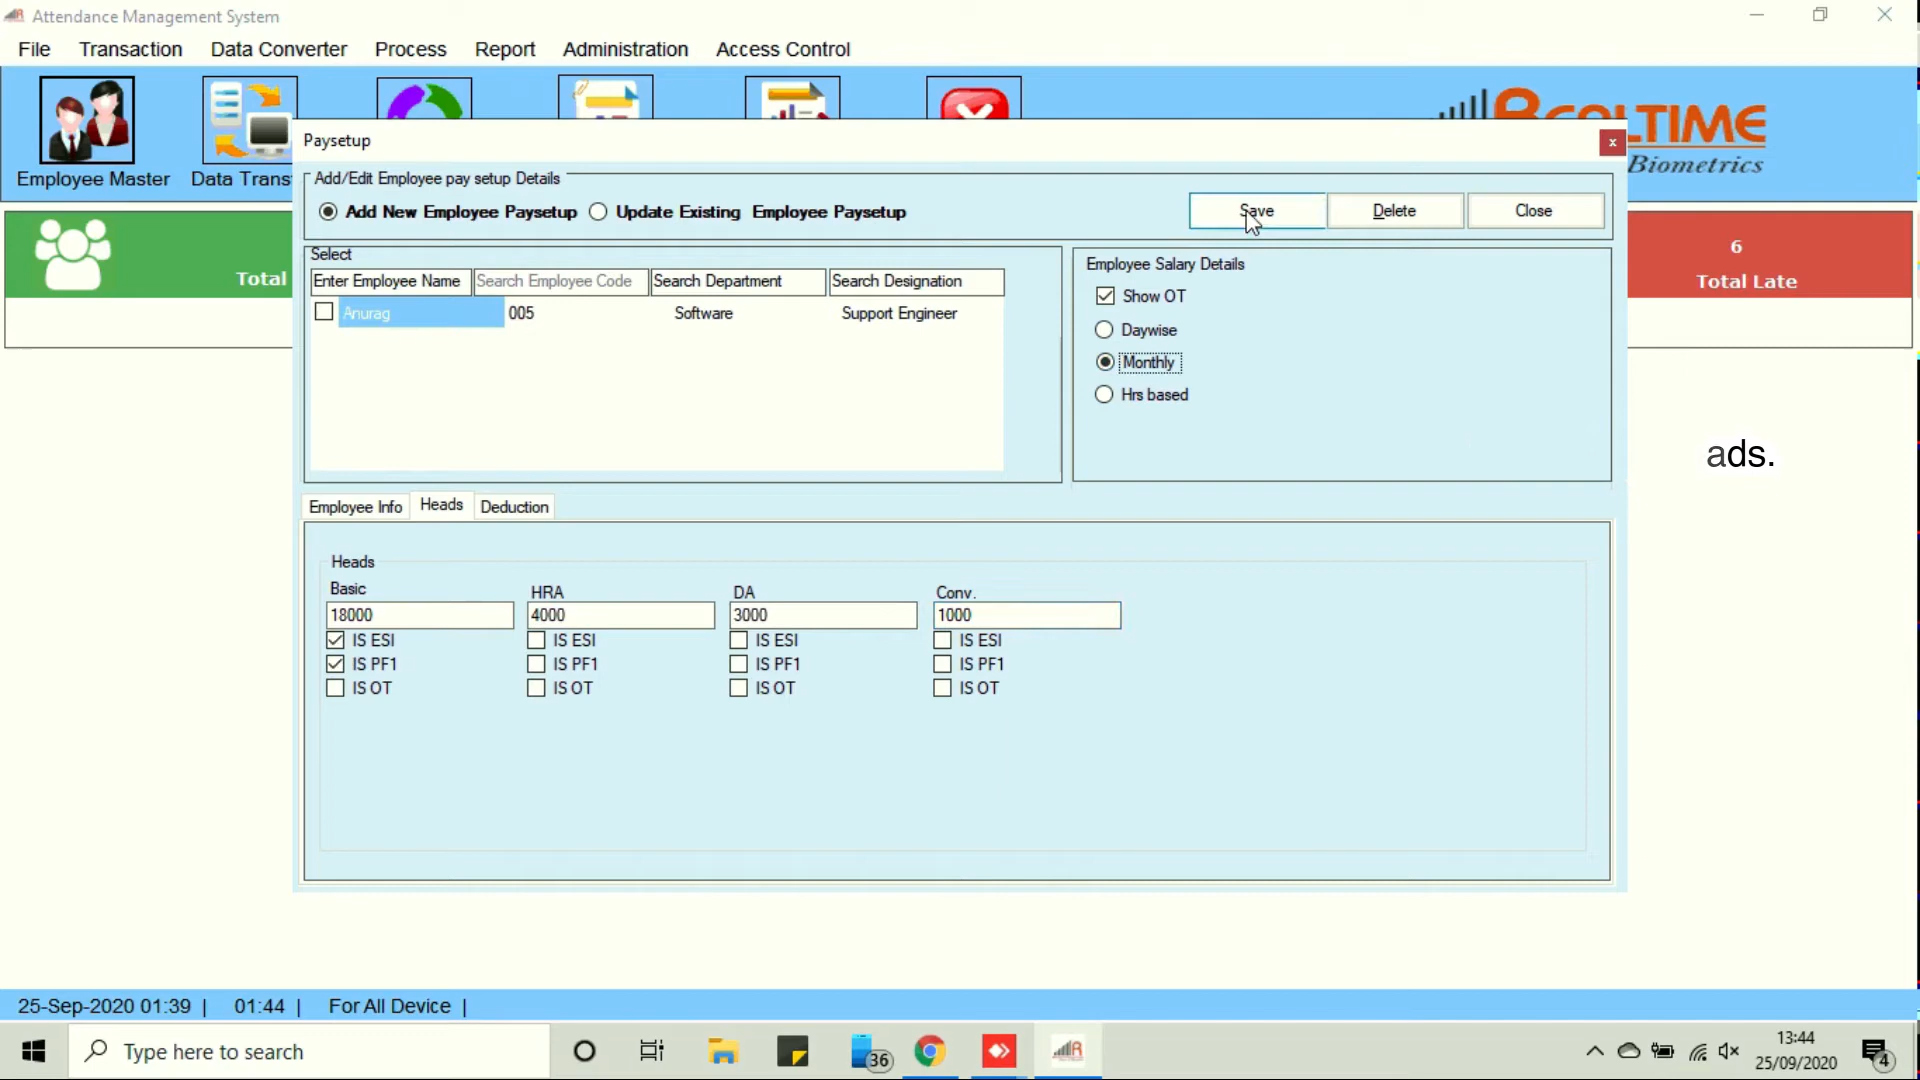 Attendance Management System
File Transaction Data Converter Process Report Administration Access Control
REALTIME
Biometrics
Employee Master Data Trans
Paysetup x
Add/Edit Employee pay setup Details
Add New Employee Paysetup Update Existing Employee Paysetup Save Delete Close
Total
6
Total Late
Select
Enter Employee Name Search Employee Code Search Department Search Designation
Anurag 005 Software Support Engineer
Employee Salary Details
Show OT
Daywise
Monthly
Hrs based
ads.
Employee Info Heads Deduction
Heads
Basic HRA DA Conv.
18000 4000 3000 1000
IS ESI IS ESI IS ESI IS ESI
IS PF1 IS PF1 IS PF1 IS PF1
IS OT IS OT IS OT IS OT
25-Sep-2020 01:39 | 01:44 | For All Device |
Type here to search
36
13:44
25/09/2020
4